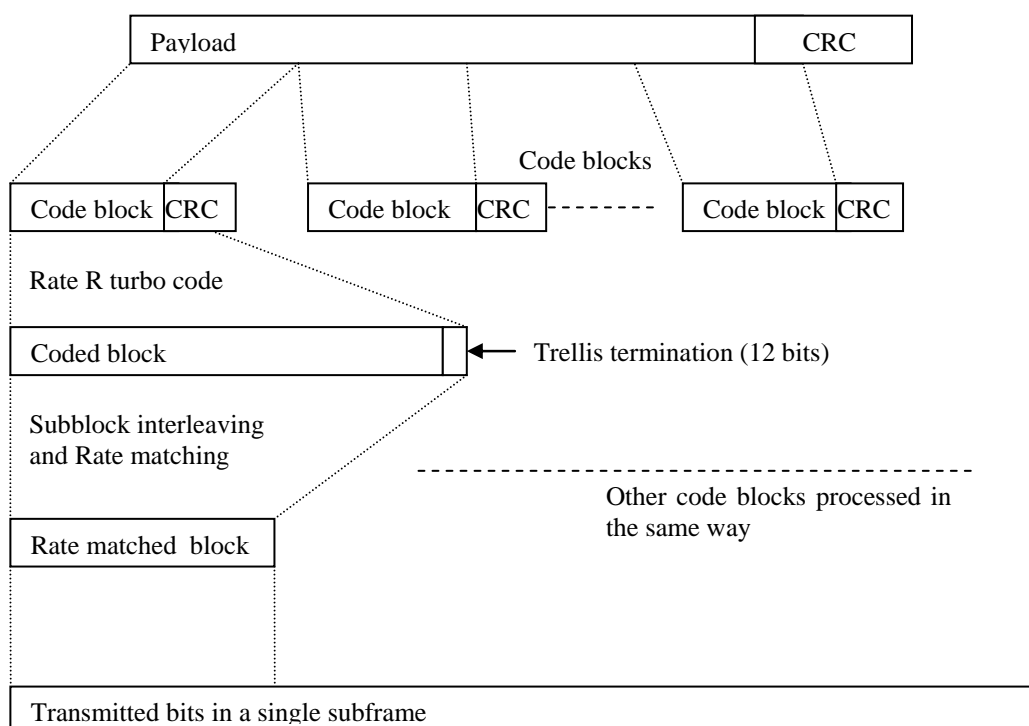 Payload CRC
Code blocks
Code block CRC Code block CRC Code block CRC
Rate R turbo code
Coded block Trellis termination (12 bits)
Subblock interleaving
and Rate matching
Other code blocks processed in
the same way
Rate matched block
Transmitted bits in a single subframe